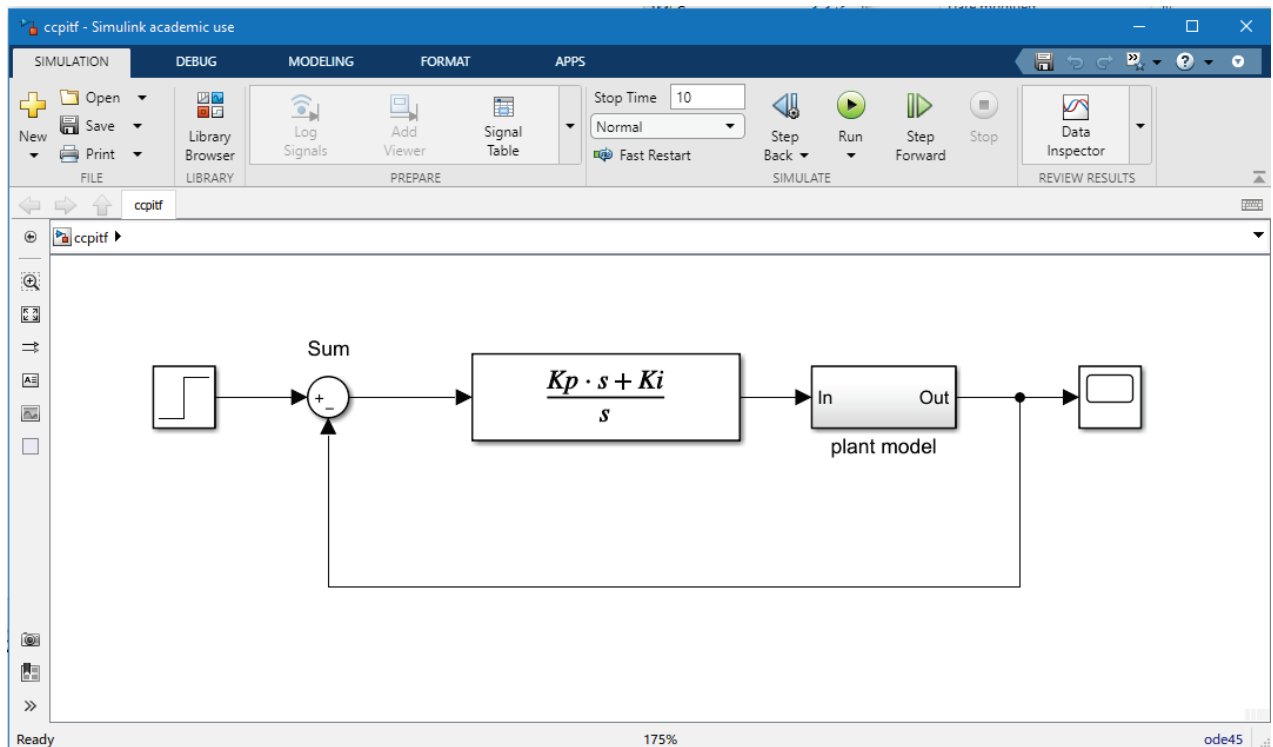 ccpitf - Simulink academic use
SIMULATION DEBUG MODELING FORMAT APPS
New
Open
Save
Print
FILE
Library
Browser
LIBRARY
Log
Signals
Add
Viewer
Signal
Table
PREPARE
Stop Time 10
Normal
Fast Restart
Step
Back
Run
Step
Forward
Stop
SIMULATE
Data
Inspector
REVIEW RESULTS
ccpitf
ccpitf
Sum
+
−
Kp · s + Ki
s
In Out
plant model
Ready 175% ode45